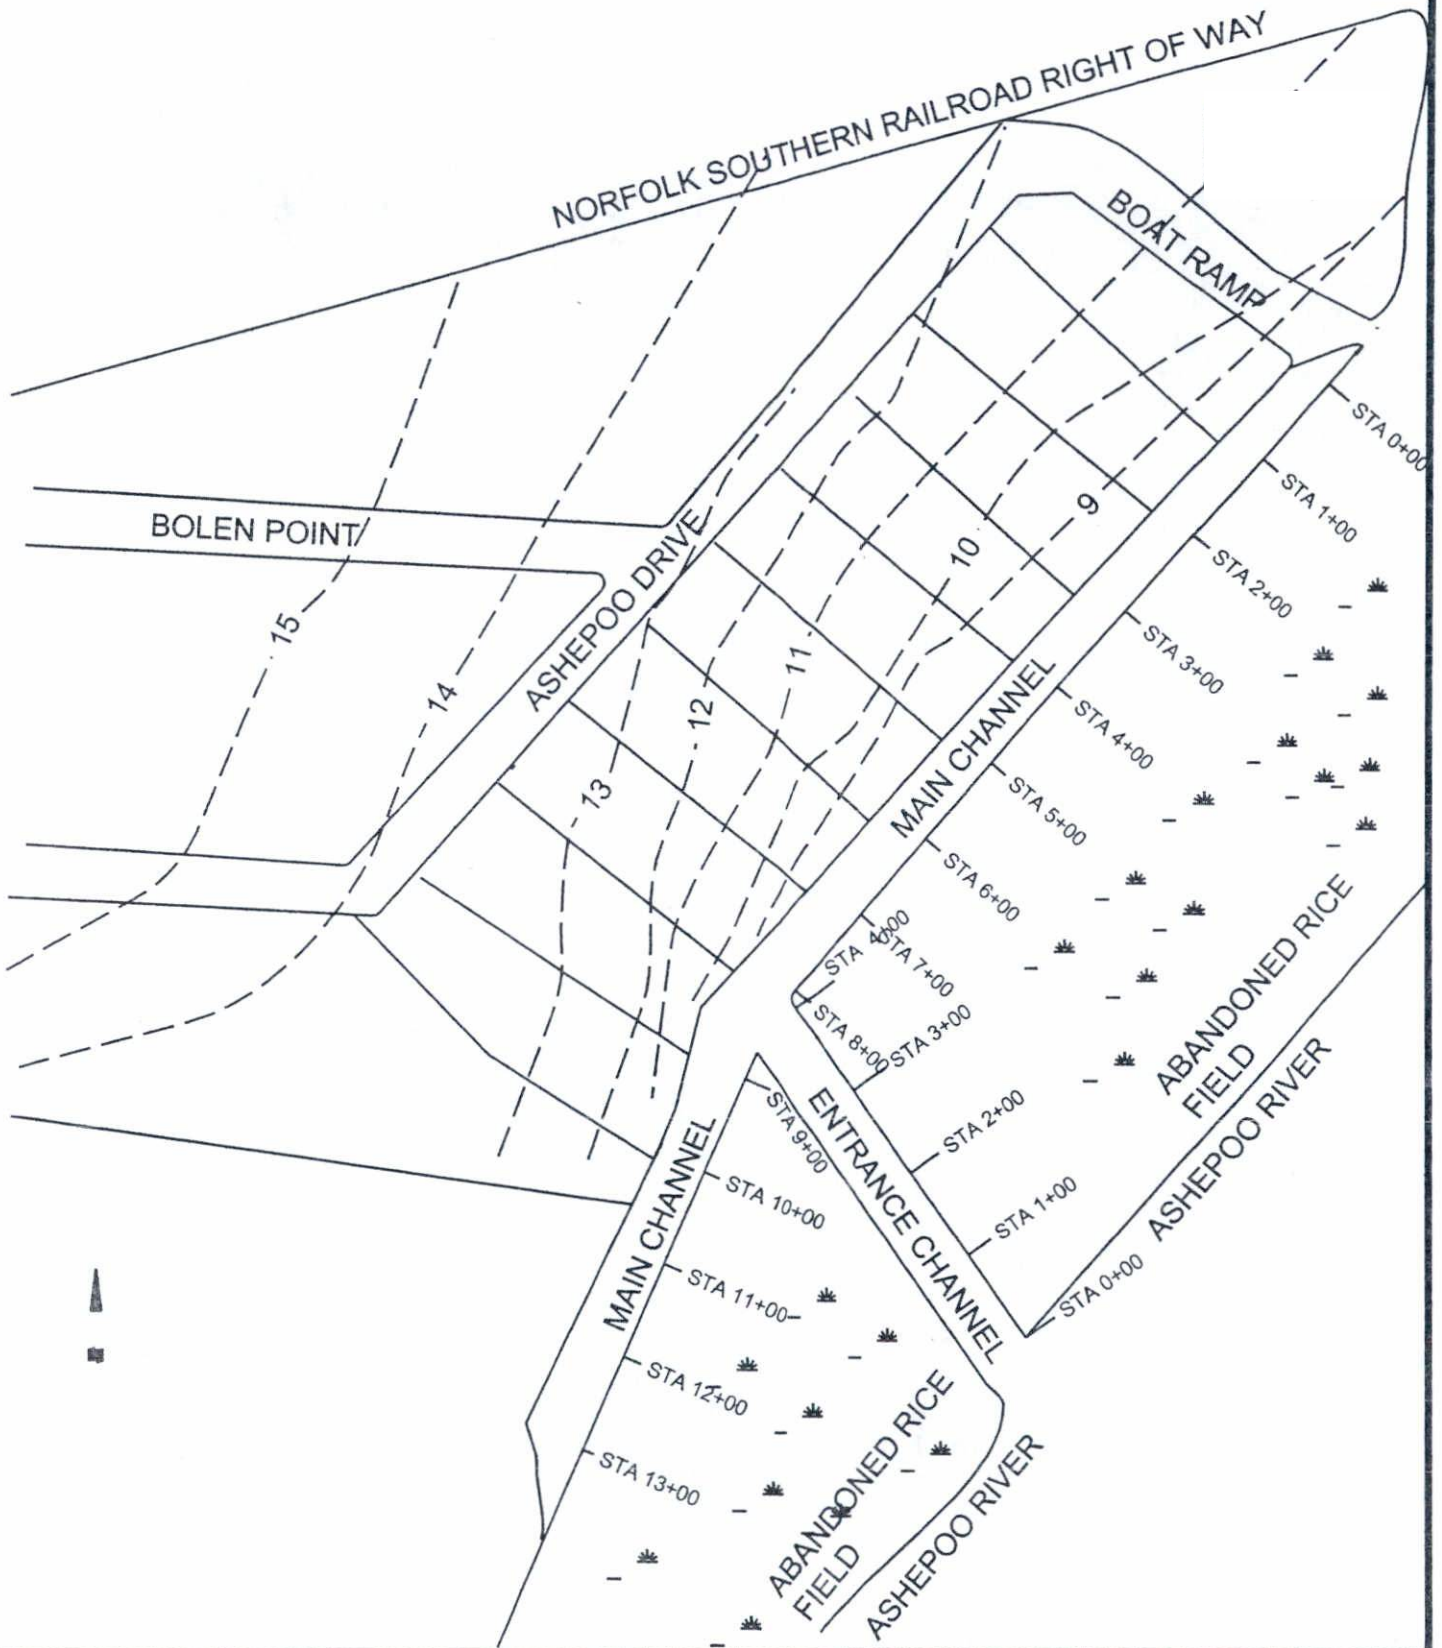 NORFOLK SOUTHERN RAILROAD RIGHT OF WAY
BOAT RAMP
STA 0+00
STA 1+00
BOLEN POINT
ASHEPOO DRIVE
9
10
STA 2+00
15
14
11
12
13
STA 3+00
MAIN CHANNEL
STA 4+00
STA 5+00
STA 6+00
STA 4+00
STA 7+00
STA 8+00
STA 3+00
ABANDONED RICE
FIELD
ASHEPOO RIVER
STA 9+00
ENTRANCE CHANNEL
STA 2+00
STA 1+00
STA 0+00
MAIN CHANNEL
STA 10+00
STA 11+00
STA 12+00
STA 13+00
ABANDONED RICE
FIELD
ASHEPOO RIVER